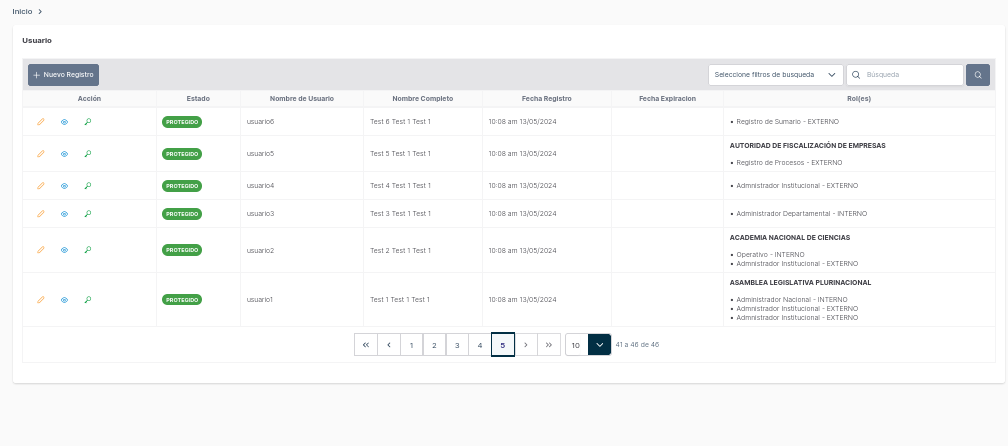 Inicio
Usuario
Nuevo Registro
Seleccione filtros de busqueda
Búsqueda
Acción Estado Nombre de Usuario Nombre Completo Fecha Registro Fecha Expiracion Rol(es)
PROTEGIDO usuario6 Test 6 Test 1 Test 1 10:08 am 13/05/2024 • Registro de Sumario - EXTERNO
AUTORIDAD DE FISCALIZACIÓN DE EMPRESAS
PROTEGIDO usuario5 Test 5 Test 1 Test 1 10:08 am 13/05/2024
• Registro de Procesos - EXTERNO
PROTEGIDO usuario4 Test 4 Test 1 Test 1 10:08 am 13/05/2024 • Admnistrador Institucional - EXTERNO
PROTEGIDO usuario3 Test 3 Test 1 Test 1 10:08 am 13/05/2024 • Administrador Departamental - INTERNO
ACADEMIA NACIONAL DE CIENCIAS
PROTEGIDO usuario2 Test 2 Test 1 Test 1 10:08 am 13/05/2024
• Operativo - INTERNO
• Admnistrador Institucional - EXTERNO
ASAMBLEA LEGISLATIVA PLURINACIONAL
PROTEGIDO usuario1 Test 1 Test 1 Test 1 10:08 am 13/05/2024 • Administrador Nacional - INTERNO
• Admnistrador Institucional - EXTERNO
• Admnistrador Institucional - EXTERNO
1 2 3 4 5 10 41 a 46 de 46